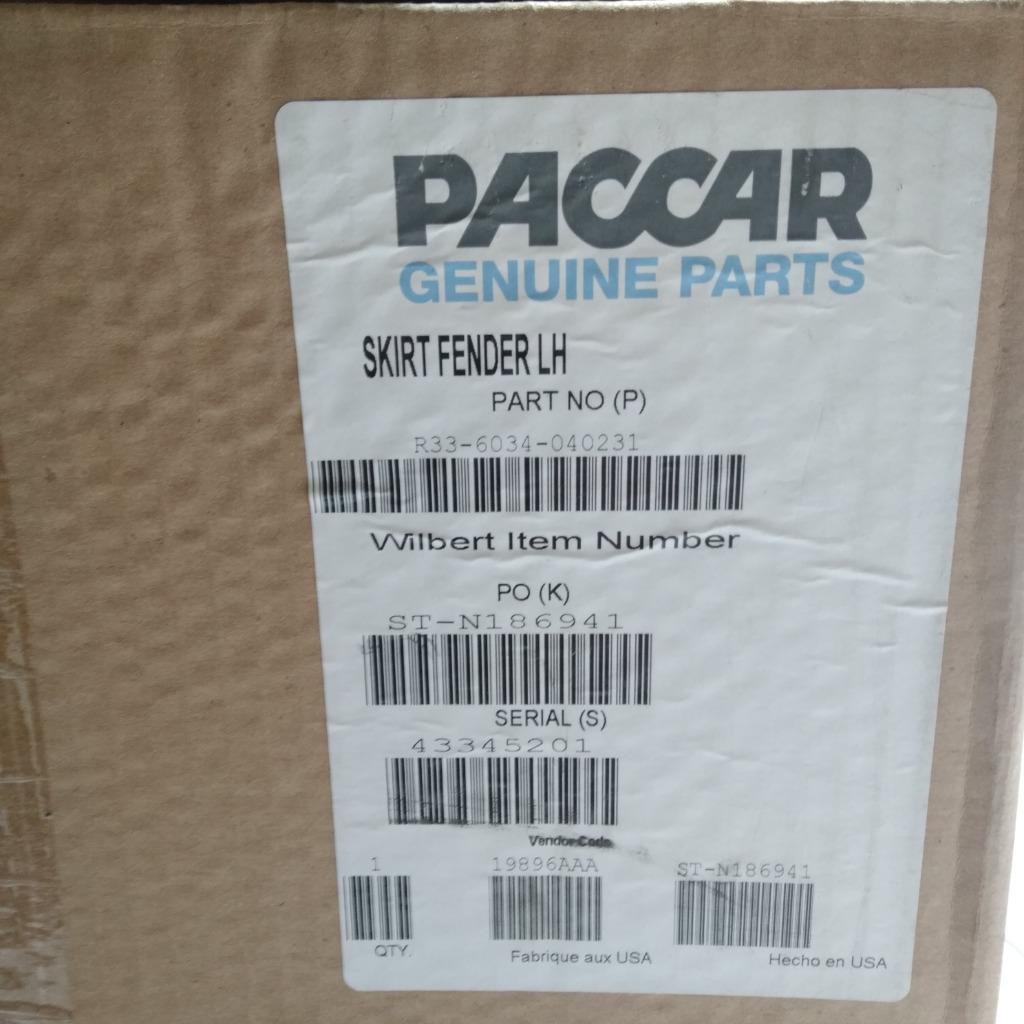 PACCAR
GENUINE PARTS
SKIRT FENDER LH
PART NO (P)
R33-6034-040231
Wilbert Item Number
PO (K)
ST-N186941
SERIAL (S)
43345201
Vendor Code
1 19896AAA ST-N186941
QTY. Fabrique aux USA Hecho en USA